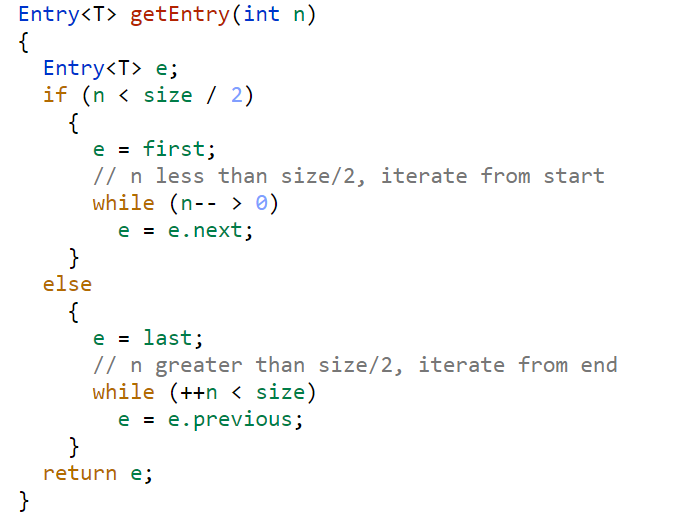 Entry<T> getEntry(int n)
{
  Entry<T> e;
  if (n < size / 2)
    {
      e = first;
      // n less than size/2, iterate from start
      while (n-- > 0)
        e = e.next;
    }
  else
    {
      e = last;
      // n greater than size/2, iterate from end
      while (++n < size)
        e = e.previous;
    }
  return e;
}